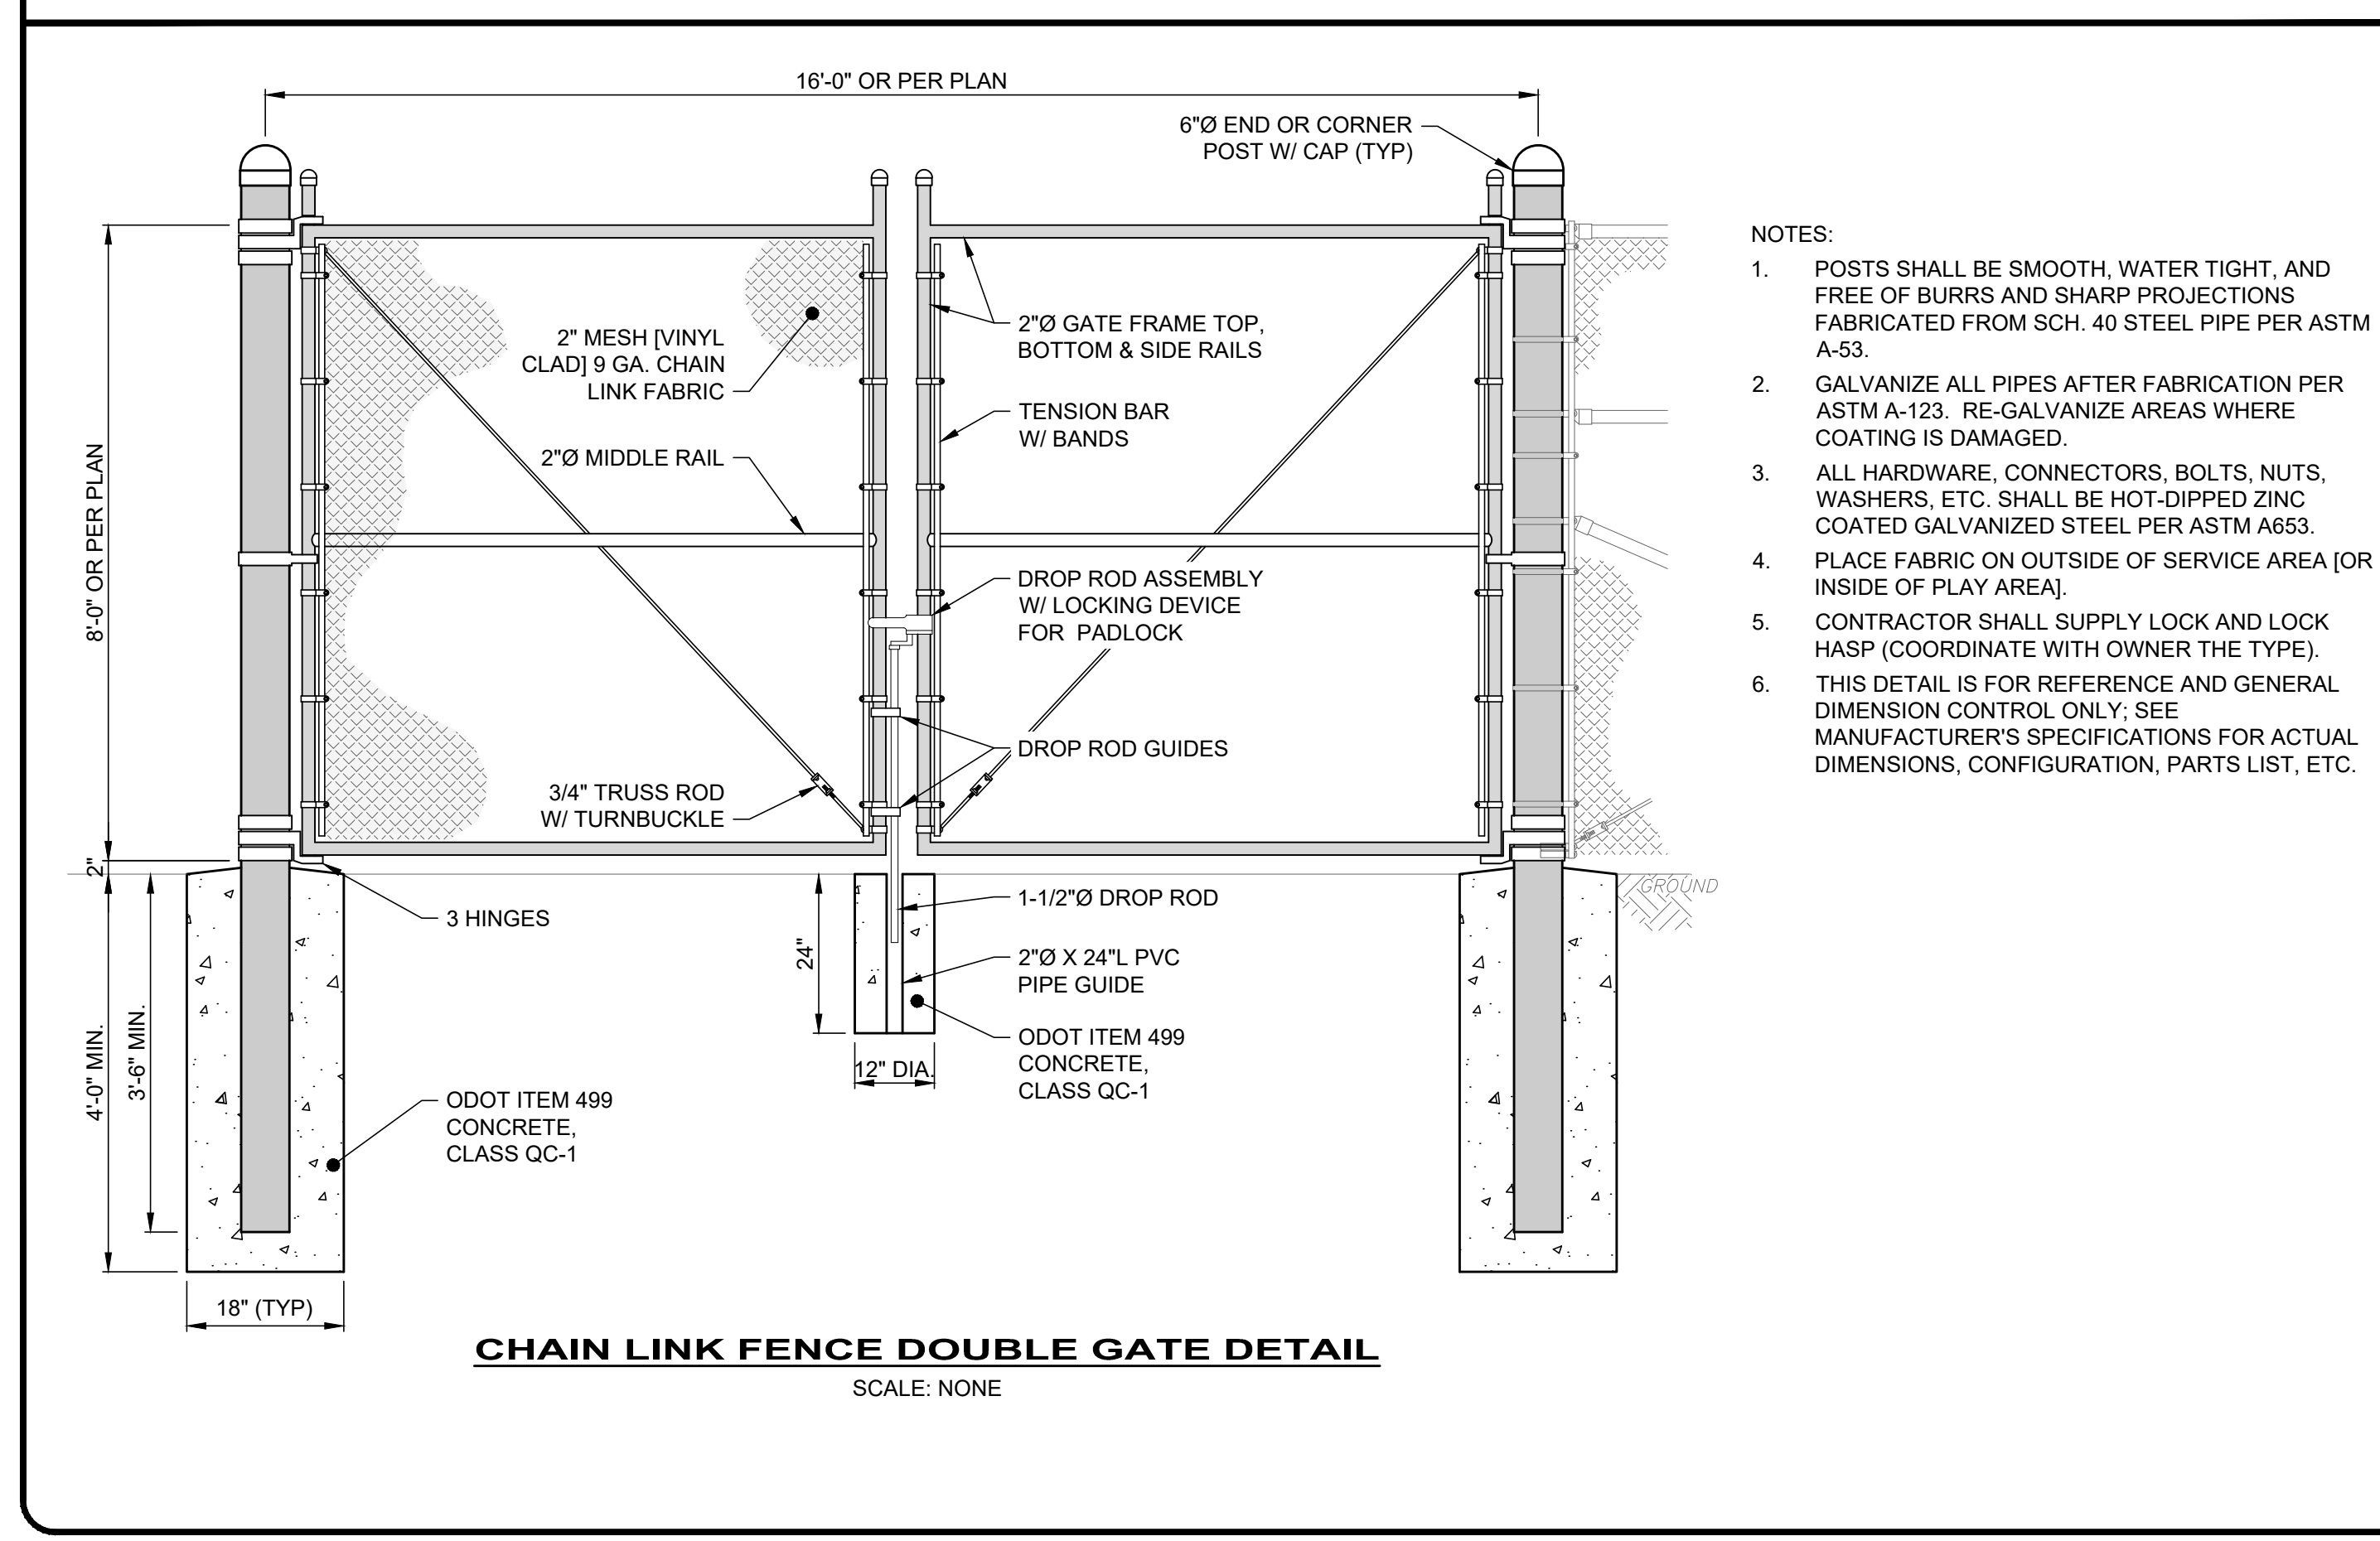 16'-0" OR PER PLAN
6"Ø END OR CORNER
POST W/ CAP (TYP)
2" MESH [VINYL
CLAD] 9 GA. CHAIN
LINK FABRIC
2"Ø GATE FRAME TOP,
BOTTOM & SIDE RAILS
TENSION BAR
W/ BANDS
2"Ø MIDDLE RAIL
8'-0" OR PER PLAN
DROP ROD ASSEMBLY
W/ LOCKING DEVICE
FOR PADLOCK
DROP ROD GUIDES
3/4" TRUSS ROD
W/ TURNBUCKLE
2"
GROUND
3 HINGES
1-1/2"Ø DROP ROD
24"
2"Ø X 24"L PVC
PIPE GUIDE
4'-0" MIN.
3'-6" MIN.
12" DIA.
ODOT ITEM 499
CONCRETE,
CLASS QC-1
ODOT ITEM 499
CONCRETE,
CLASS QC-1
18" (TYP)
CHAIN LINK FENCE DOUBLE GATE DETAIL
SCALE: NONE
NOTES:
1. POSTS SHALL BE SMOOTH, WATER TIGHT, AND
FREE OF BURRS AND SHARP PROJECTIONS
FABRICATED FROM SCH. 40 STEEL PIPE PER ASTM
A-53.
2. GALVANIZE ALL PIPES AFTER FABRICATION PER
ASTM A-123. RE-GALVANIZE AREAS WHERE
COATING IS DAMAGED.
3. ALL HARDWARE, CONNECTORS, BOLTS, NUTS,
WASHERS, ETC. SHALL BE HOT-DIPPED ZINC
COATED GALVANIZED STEEL PER ASTM A653.
4. PLACE FABRIC ON OUTSIDE OF SERVICE AREA [OR
INSIDE OF PLAY AREA].
5. CONTRACTOR SHALL SUPPLY LOCK AND LOCK
HASP (COORDINATE WITH OWNER THE TYPE).
6. THIS DETAIL IS FOR REFERENCE AND GENERAL
DIMENSION CONTROL ONLY; SEE
MANUFACTURER'S SPECIFICATIONS FOR ACTUAL
DIMENSIONS, CONFIGURATION, PARTS LIST, ETC.